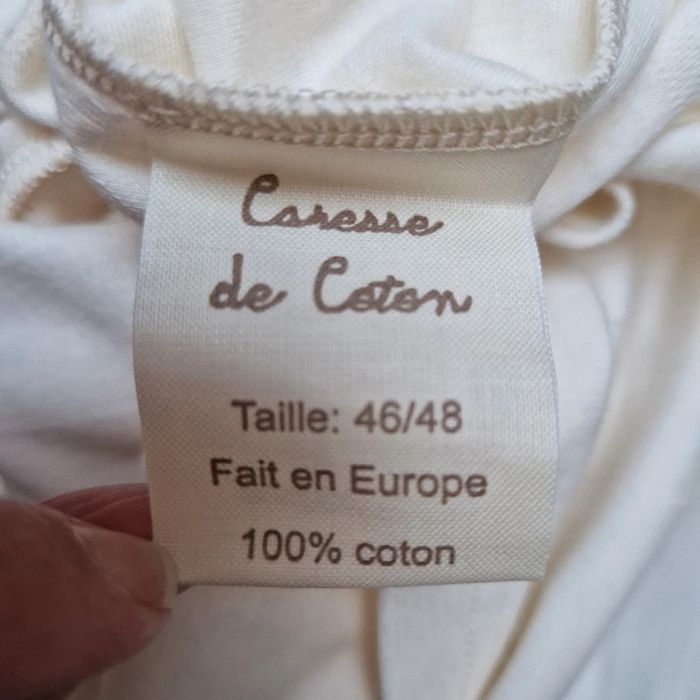 Caresse
de Coton
Taille: 46/48
Fait en Europe
100% coton